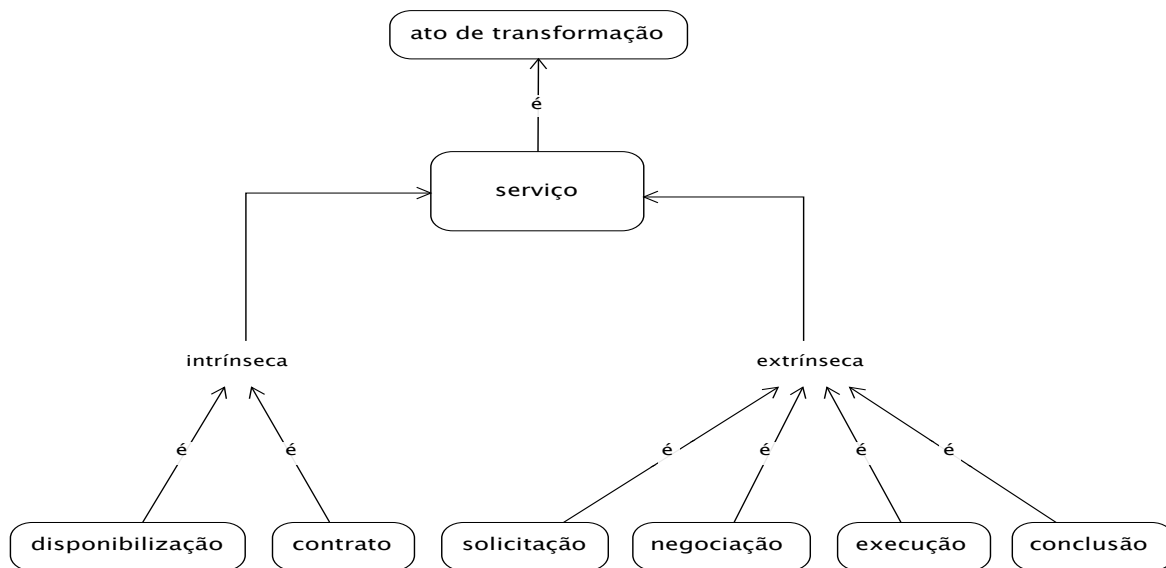 ato de transformação
é
serviço
intrínseca
extrínseca
é
é
é
é
é
é
disponibilização
contrato
solicitação
negociação
execução
conclusão